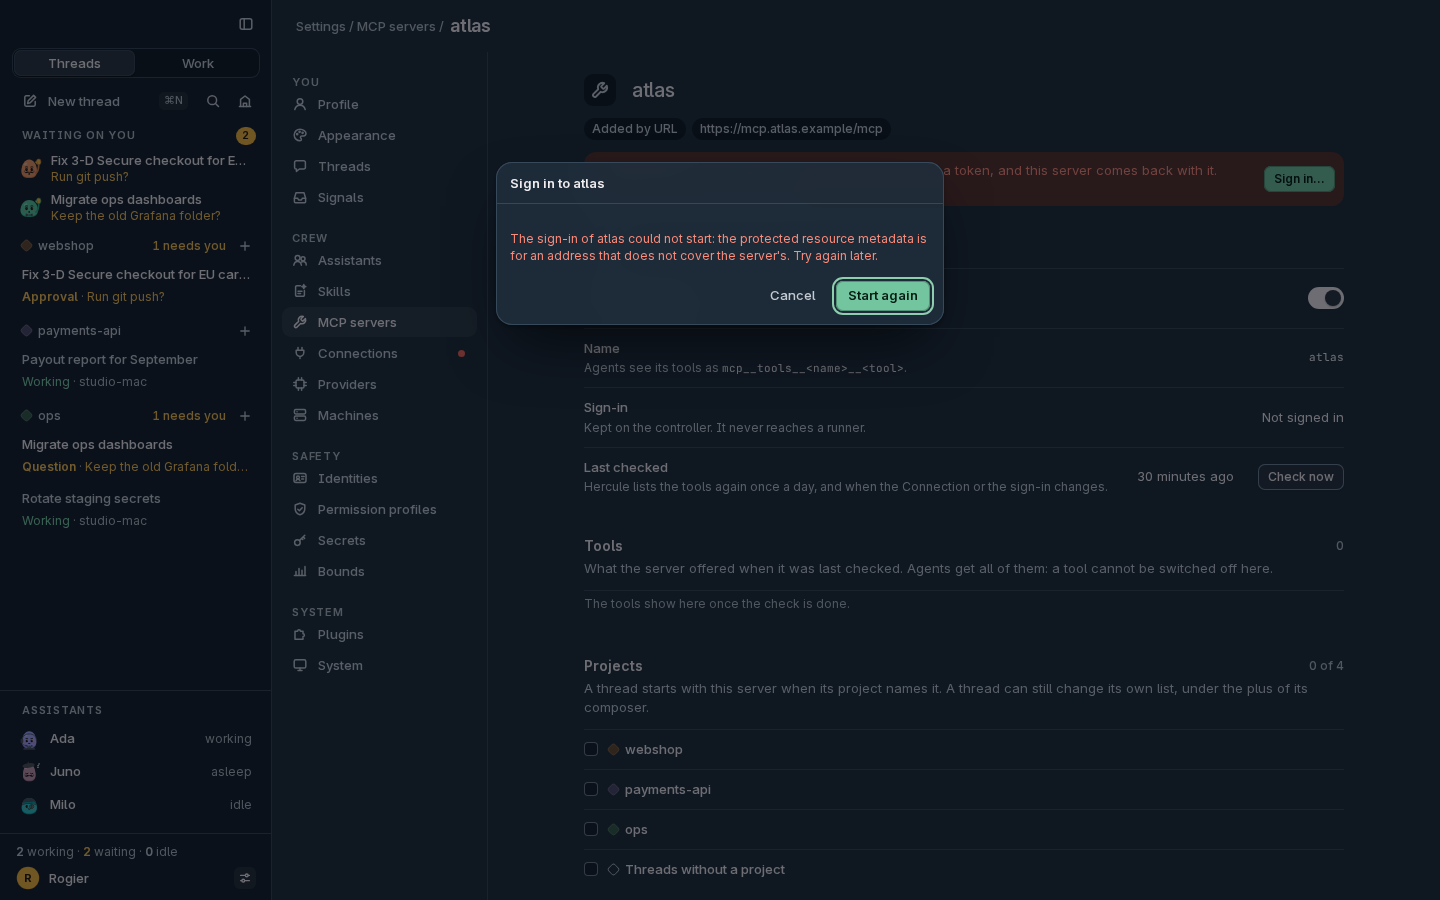 Threads
Work
New thread
⌘N
WAITING ON YOU
2
Fix 3-D Secure checkout for E…
Run git push?
Migrate ops dashboards
Keep the old Grafana folder?
webshop
1 needs you
Fix 3-D Secure checkout for EU car…
Approval · Run git push?
payments-api
Payout report for September
Working · studio-mac
ops
1 needs you
Migrate ops dashboards
Question · Keep the old Grafana fold…
Rotate staging secrets
Working · studio-mac
ASSISTANTS
Ada
working
Juno
asleep
Milo
idle
2 working · 2 waiting · 0 idle
R
Rogier
Settings / MCP servers / atlas
YOU
Profile
Appearance
Threads
Signals
CREW
Assistants
Skills
MCP servers
Connections
Providers
Machines
SAFETY
Identities
Permission profiles
Secrets
Bounds
SYSTEM
Plugins
System
atlas
Added by URL
https://mcp.atlas.example/mcp
a token, and this server comes back with it.
Sign in…
Sign in to atlas
The sign-in of atlas could not start: the protected resource metadata is
for an address that does not cover the server's. Try again later.
Cancel
Start again
Name
Agents see its tools as mcp__tools__<name>__<tool>.
atlas
Sign-in
Kept on the controller. It never reaches a runner.
Not signed in
Last checked
Hercule lists the tools again once a day, and when the Connection or the sign-in changes.
30 minutes ago
Check now
Tools
0
What the server offered when it was last checked. Agents get all of them: a tool cannot be switched off here.
The tools show here once the check is done.
Projects
0 of 4
A thread starts with this server when its project names it. A thread can still change its own list, under the plus of its
composer.
webshop
payments-api
ops
Threads without a project